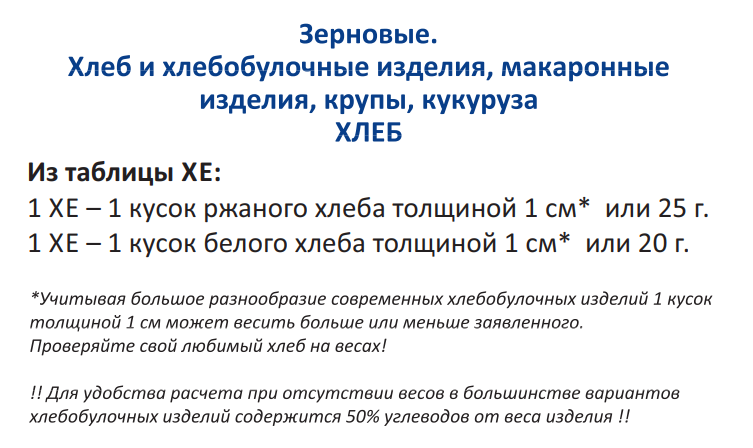 Зерновые.
Хлеб и хлебобулочные изделия, макаронные
изделия, крупы, кукуруза
ХЛЕБ
Из таблицы ХЕ:
1 ХЕ – 1 кусок ржаного хлеба толщиной 1 см* или 25 г.
1 ХЕ – 1 кусок белого хлеба толщиной 1 см* или 20 г.
*Учитывая большое разнообразие современных хлебобулочных изделий 1 кусок
толщиной 1 см может весить больше или меньше заявленного.
Проверяйте свой любимый хлеб на весах!
!! Для удобства расчета при отсутствии весов в большинстве вариантов
хлебобулочных изделий содержится 50% углеводов от веса изделия !!